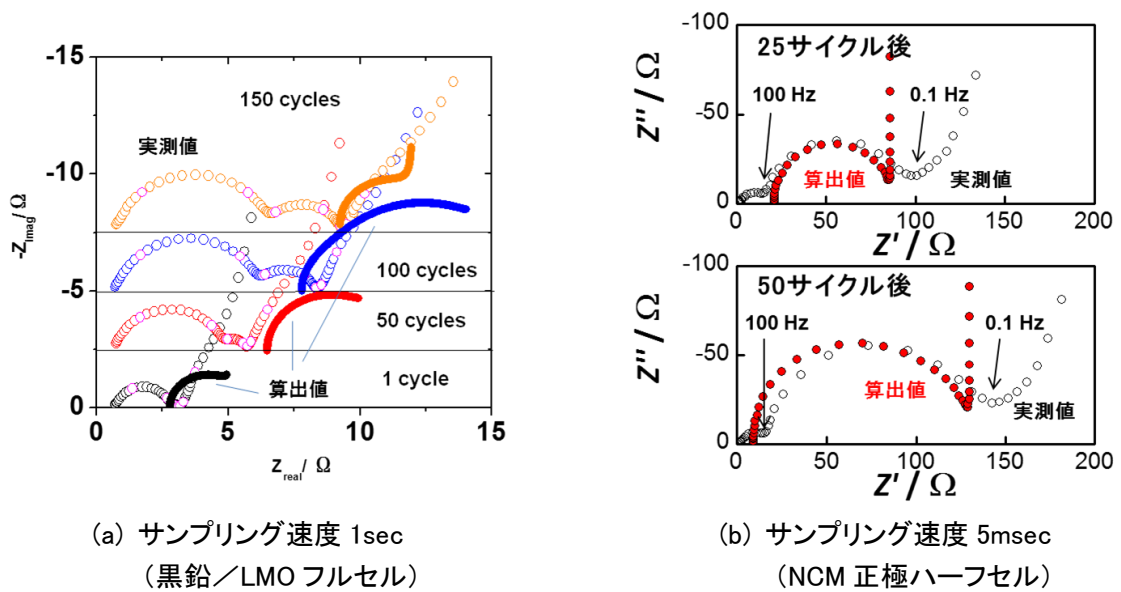 -15
-10
-5
0
-Z_Imag/ Ω
150 cycles
実測値
100 cycles
50 cycles
1 cycle
算出値
0
5
10
15
Z_real/ Ω
(a) サンプリング速度 1sec
（黒鉛／LMO フルセル）
-100
-50
0
Z'' / Ω
25サイクル後
100 Hz
0.1 Hz
算出値
実測値
0
50
100
150
200
Z' / Ω
-100
-50
0
Z'' / Ω
50サイクル後
100 Hz
0.1 Hz
算出値
実測値
0
50
100
150
200
Z' / Ω
(b) サンプリング速度 5msec
（NCM 正極ハーフセル）